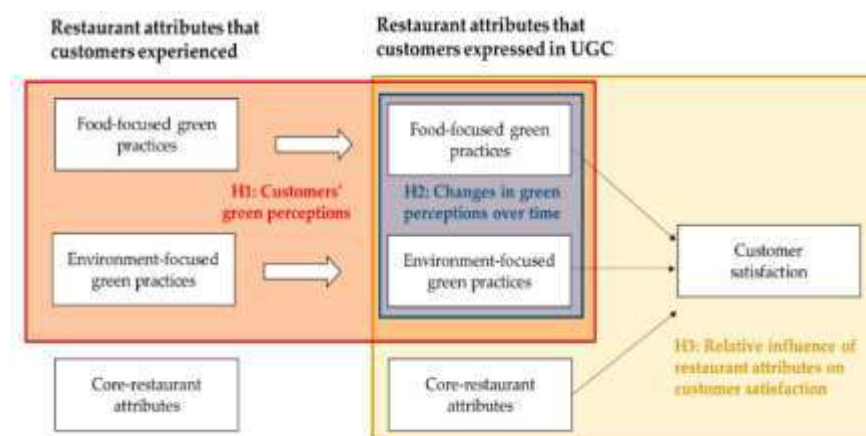 Restaurant attributes that
customers experienced
Restaurant attributes that
customers expressed in UGC
Food-focused green
practices
Food-focused green
practices
H1: Customers'
green perceptions
H2: Changes in green
perceptions over time
Environment-focused
green practices
Environment-focused
green practices
Customer
satisfaction
H3: Relative influence of
restaurant attributes on
customer satisfaction
Core-restaurant
attributes
Core-restaurant
attributes